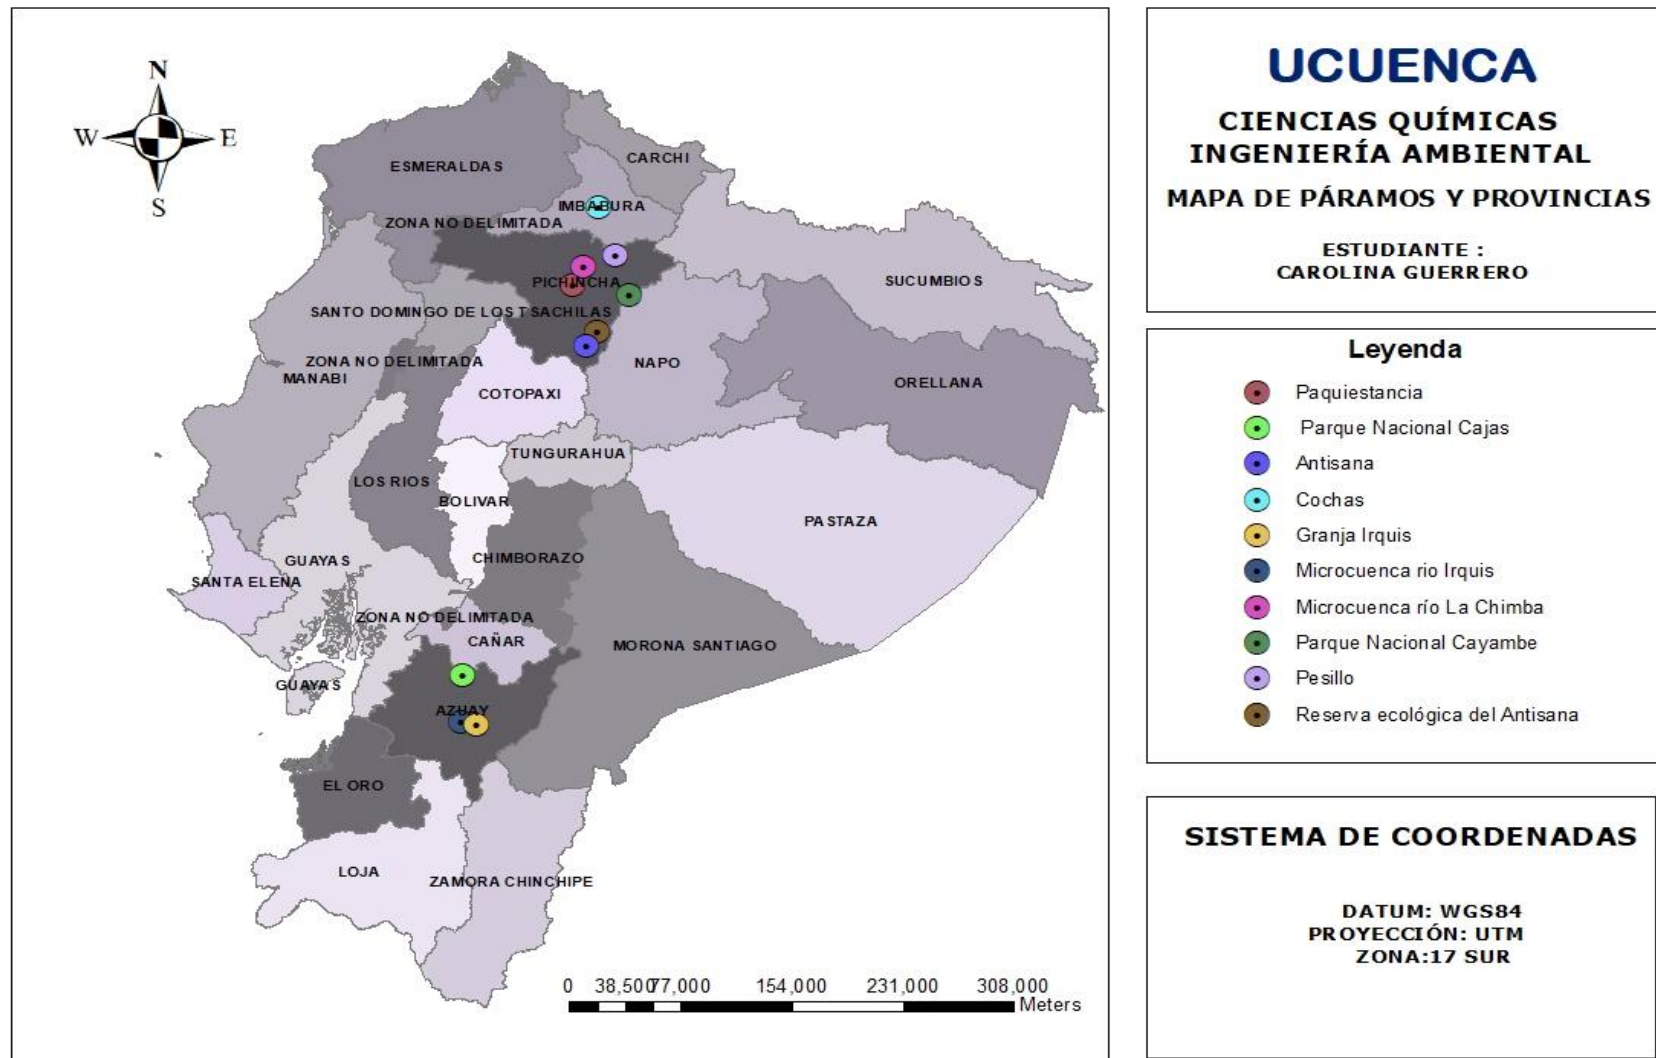 N
W
E
S
ESMERALDAS
CARCHI
IMBABURA
ZONA NO DELIMITADA
PICHINCHA
SUCUMBIOS
SANTO DOMINGO DE LOS TSACHILAS
ZONA NO DELIMITADA
MANABI
NAPO
ORELLANA
COTOPAXI
TUNGURAHUA
LOS RIOS
BOLIVAR
PASTAZA
CHIMBORAZO
GUAYAS
SANTA ELENA
ZONA NO DELIMITADA
CAÑAR
MORONA SANTIAGO
GUAYAS
AZUAY
EL ORO
LOJA
ZAMORA CHINCHIPE
0 38,500 77,000 154,000 231,000 308,000
Meters
UCUENCA
CIENCIAS QUÍMICAS
INGENIERÍA AMBIENTAL
MAPA DE PÁRAMOS Y PROVINCIAS
ESTUDIANTE :
CAROLINA GUERRERO
Leyenda
Paquiestancia
Parque Nacional Cajas
Antisana
Cochas
Granja Irquis
Microcuenca rio Irquis
Microcuenca río La Chimba
Parque Nacional Cayambe
Pesillo
Reserva ecológica del Antisana
SISTEMA DE COORDENADAS
DATUM: WGS84
PROYECCIÓN: UTM
ZONA:17 SUR